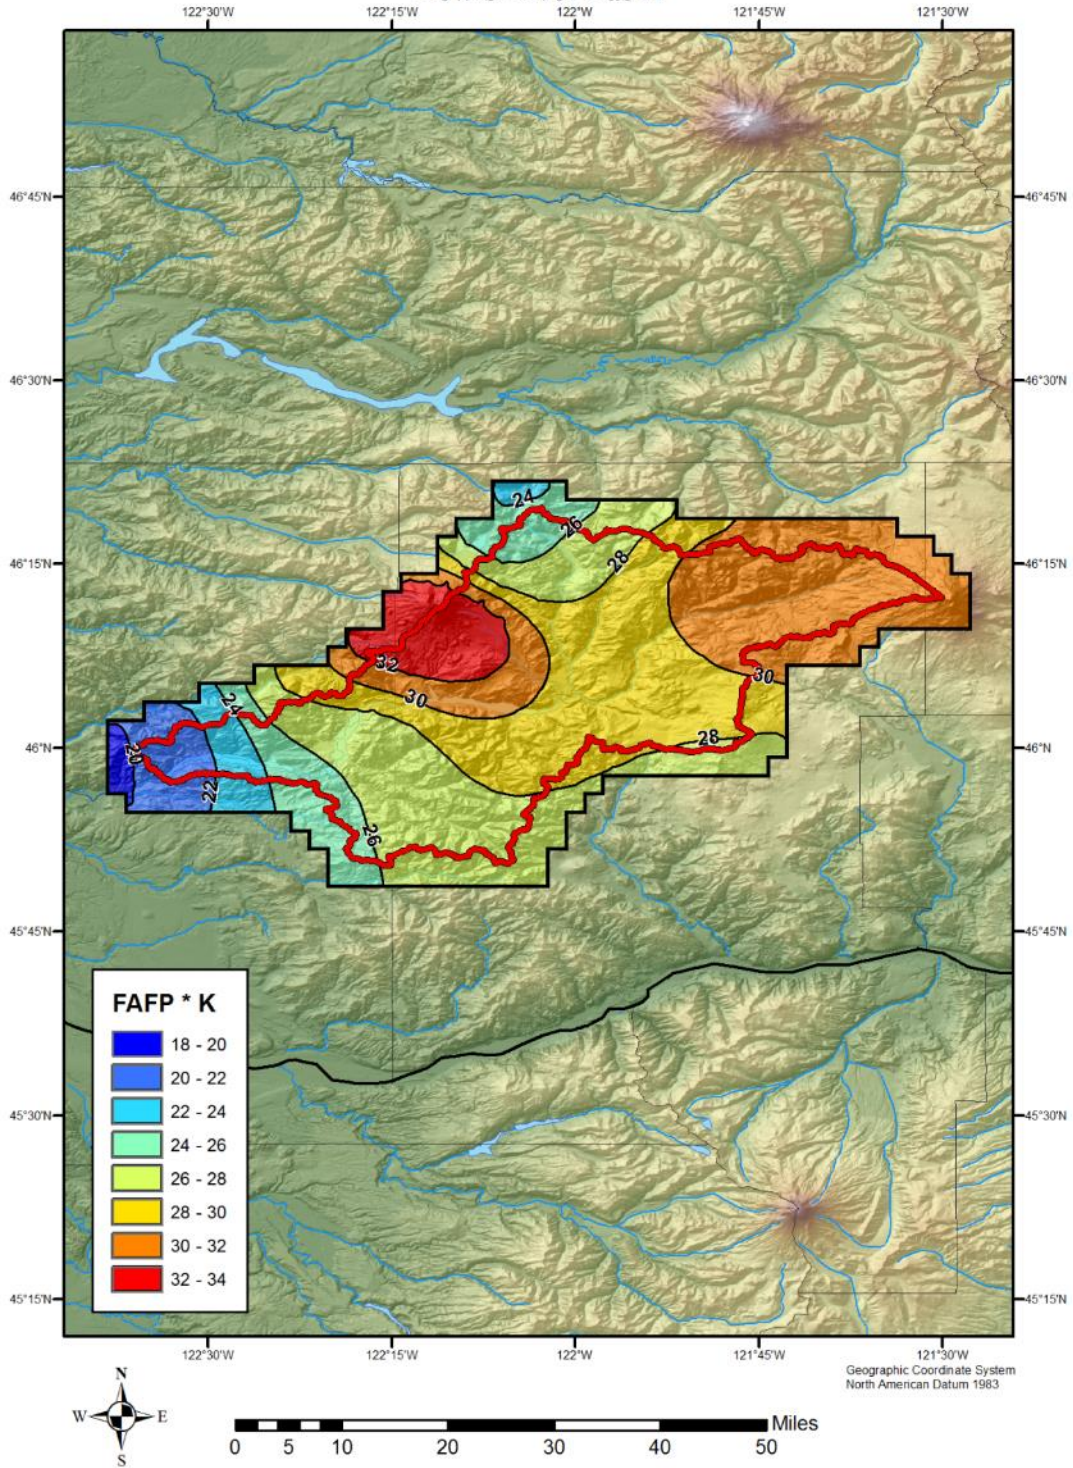 122°30'W 122°15'W 122°0' 121°45'W 121°30'W
46°45'N 46°45'N
46°30'N 46°30'N
24
26
28
46°15'N 46°15'N
32
30
30
24
28
20
46°N 46°N
22
26
45°45'N 45°45'N
FAFP * K
18 - 20
20 - 22
22 - 24
24 - 26
26 - 28
28 - 30
30 - 32
32 - 34
45°30'N 45°30'N
45°15'N 45°15'N
122°30'W 122°15'W 122°0' 121°45'W 121°30'W
Geographic Coordinate System
North American Datum 1983
N
W E
S
Miles
0 5 10 20 30 40 50